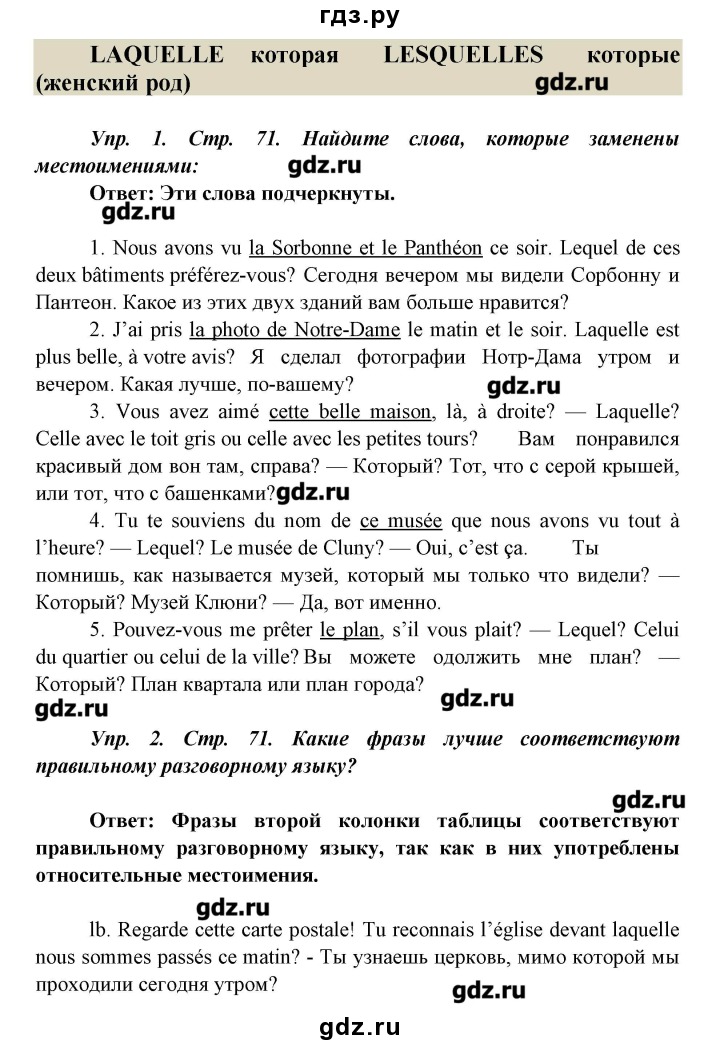 гдз.ру
LAQUELLE которая LESQUELLES которые
(женский род) gdz.ru
Упр. 1. Стр. 71. Найдите слова, которые заменены
местоимениями: gdz.ru
Ответ: Эти слова подчеркнуты.
gdz.ru
1. Nous avons vu la Sorbonne et le Panthéon ce soir. Lequel de ces
deux bâtiments préférez-vous? Сегодня вечером мы видели Сорбонну и
Пантеон. Какое из этих двух зданий вам больше нравится?
2. J’ai pris la photo de Notre-Dame le matin et le soir. Laquelle est
plus belle, à votre avis? Я сделал фотографии Нотр-Дама утром и
вечером. Какая лучше, по-вашему? gdz.ru
3. Vous avez aimé cette belle maison, là, à droite? — Laquelle?
Celle avec le toit gris ou celle avec les petites tours? Вам понравился
красивый дом вон там, справа? — Который? Тот, что с серой крышей,
или тот, что с башенками? gdz.ru
4. Tu te souviens du nom de ce musée que nous avons vu tout à
l’heure? — Lequel? Le musée de Cluny? — Oui, c’est ça. Ты
помнишь, как называется музей, который мы только что видели? —
Который? Музей Клюни? — Да, вот именно.
5. Pouvez-vous me prêter le plan, s’il vous plait? — Lequel? Celui
du quartier ou celui de la ville? Вы можете одолжить мне план? —
Который? План квартала или план города? gdz.ru
gdz.ru
Упр. 2. Стр. 71. Какие фразы лучше соответствуют
правильному разговорному языку?
gdz.ru
Ответ: Фразы второй колонки таблицы соответствуют
правильному разговорному языку, так как в них употреблены
относительные местоимения.
gdz.ru
lb. Regarde cette carte postale! Tu reconnais l’église devant laquelle
nous sommes passés ce matin? - Ты узнаешь церковь, мимо которой мы
проходили сегодня утром? gdz.ru
gdz.ru